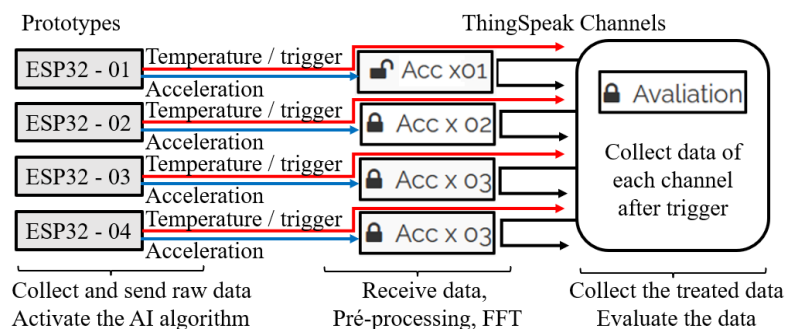 Prototypes
ThingSpeak Channels
ESP32 - 01
Temperature / trigger
Acceleration
Acc x01
ESP32 - 02
Temperature / trigger
Acceleration
Acc x 02
ESP32 - 03
Temperature / trigger
Acceleration
Acc x 03
ESP32 - 04
Temperature / trigger
Acceleration
Acc x 03
Avaliation
Collect data of
each channel
after trigger
Collect and send raw data
Activate the AI algorithm
Receive data,
Pré-processing, FFT
Collect the treated data
Evaluate the data